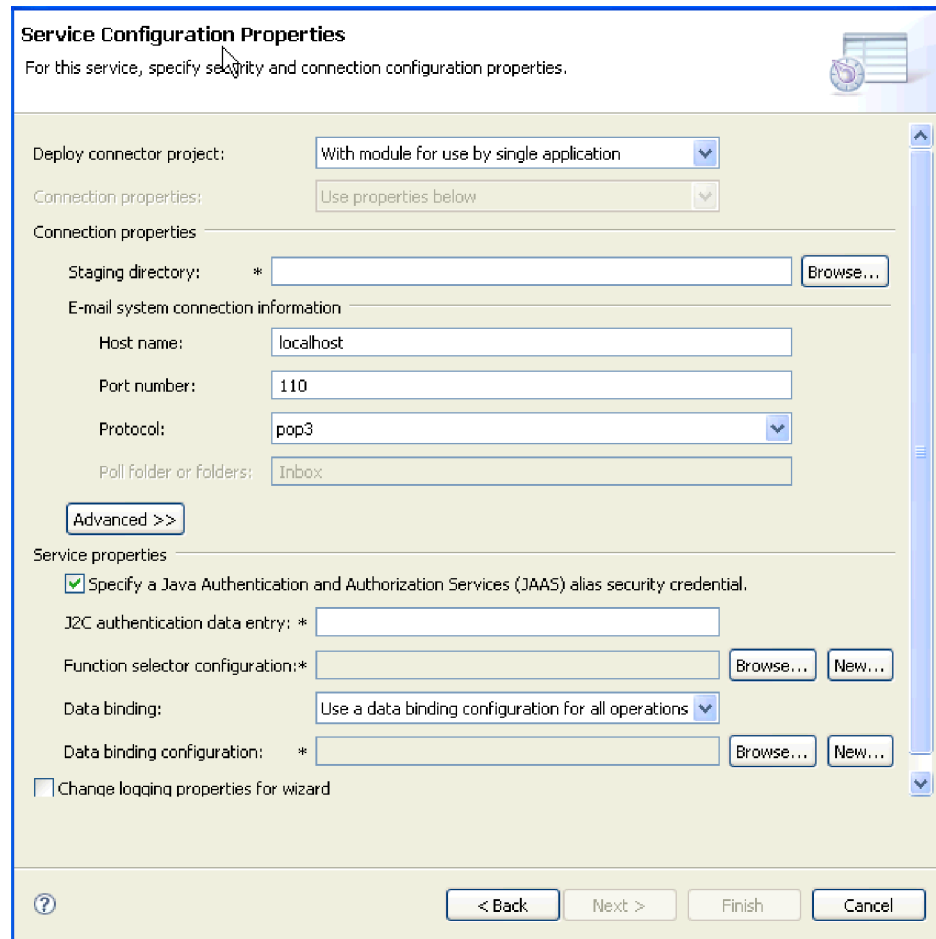 Service Configuration Properties
For this service, specify security and connection configuration properties.
Deploy connector project: With module for use by single application
Connection properties: Use properties below
Connection properties
Staging directory: * Browse...
E-mail system connection information
Host name: localhost
Port number: 110
Protocol: pop3
Poll folder or folders: Inbox
Advanced >>
Service properties
Specify a Java Authentication and Authorization Services (JAAS) alias security credential.
J2C authentication data entry: *
Function selector configuration:* Browse... New...
Data binding: Use a data binding configuration for all operations
Data binding configuration: * Browse... New...
Change logging properties for wizard
? < Back Next > Finish Cancel